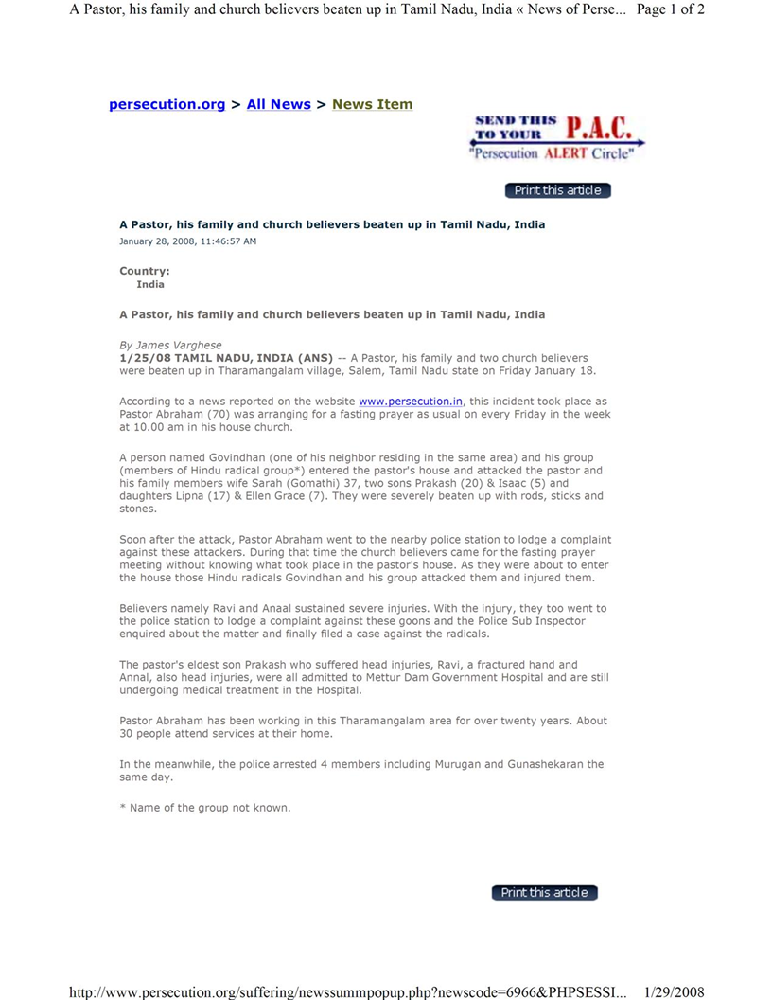 A Pastor, his family and church believers beaten up in Tamil Nadu, India « News of Perse... Page 1 of 2
persecution.org > All News > News Item
SEND THIS
TO YOUR P.A.C.
"Persecution ALERT Circle"
Print this article
A Pastor, his family and church believers beaten up in Tamil Nadu, India
January 28, 2008, 11:46:57 AM
Country:
India
A Pastor, his family and church believers beaten up in Tamil Nadu, India
By James Varghese
1/25/08 TAMIL NADU, INDIA (ANS) -- A Pastor, his family and two church believers
were beaten up in Tharamangalam village, Salem, Tamil Nadu state on Friday January 18.
According to a news reported on the website www.persecution.in, this incident took place as
Pastor Abraham (70) was arranging for a fasting prayer as usual on every Friday in the week
at 10.00 am in his house church.
A person named Govindhan (one of his neighbor residing in the same area) and his group
(members of Hindu radical group*) entered the pastor's house and attacked the pastor and
his family members wife Sarah (Gomathi) 37, two sons Prakash (20) & Isaac (5) and
daughters Lipna (17) & Ellen Grace (7). They were severely beaten up with rods, sticks and
stones.
Soon after the attack, Pastor Abraham went to the nearby police station to lodge a complaint
against these attackers. During that time the church believers came for the fasting prayer
meeting without knowing what took place in the pastor's house. As they were about to enter
the house those Hindu radicals Govindhan and his group attacked them and injured them.
Believers namely Ravi and Anaal sustained severe injuries. With the injury, they too went to
the police station to lodge a complaint against these goons and the Police Sub Inspector
enquired about the matter and finally filed a case against the radicals.
The pastor's eldest son Prakash who suffered head injuries, Ravi, a fractured hand and
Annal, also head injuries, were all admitted to Mettur Dam Government Hospital and are still
undergoing medical treatment in the Hospital.
Pastor Abraham has been working in this Tharamangalam area for over twenty years. About
30 people attend services at their home.
In the meanwhile, the police arrested 4 members including Murugan and Gunashekaran the
same day.
* Name of the group not known.
Print this article
http://www.persecution.org/suffering/newssummpopup.php?newscode=6966&PHPSESSI... 1/29/2008